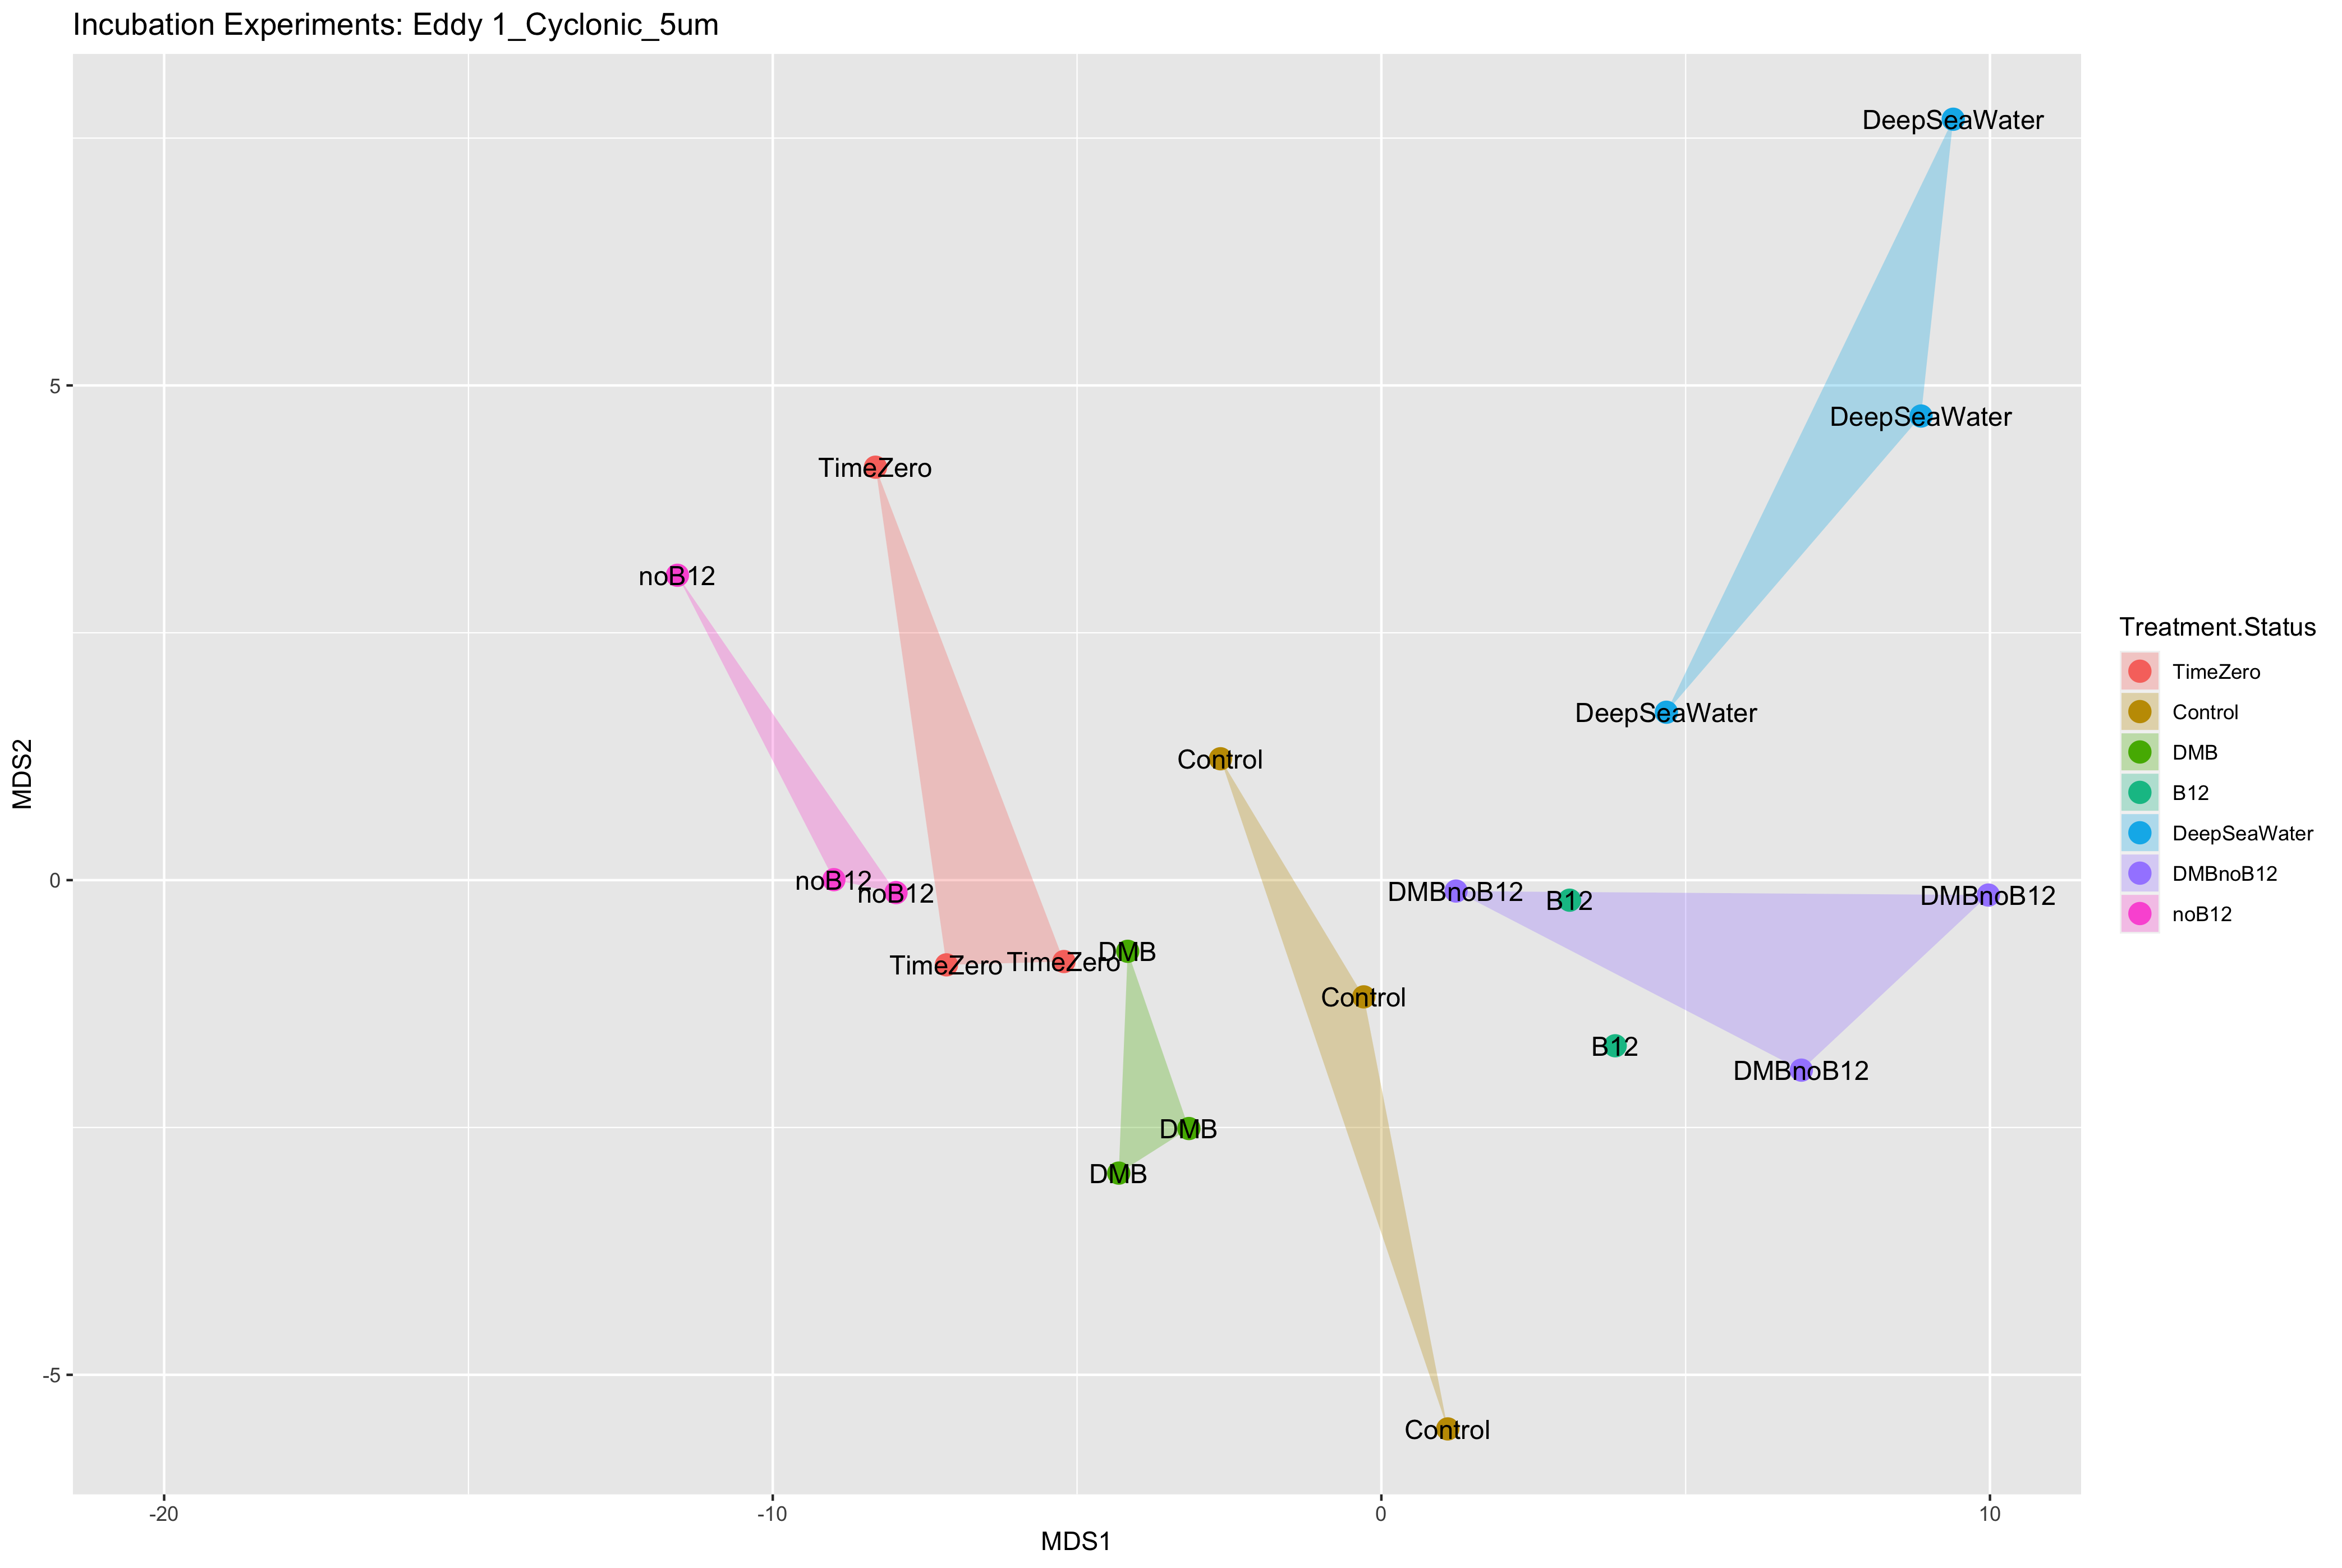 Incubation Experiments: Eddy 1_Cyclonic_5um
DeepSeaWater
5
DeepSeaWater
TimeZero
noB12
Treatment.Status
TimeZero
Control
DMB
B12
DeepSeaWater
DMBnoB12
noB12
DeepSeaWater
Control
MDS2
0
noB12
noB12
DMBnoB12
B12
DMBnoB12
DMB
TimeZero
TimeZero
Control
B12
DMBnoB12
DMB
DMB
-5
Control
-20
-10
0
10
MDS1